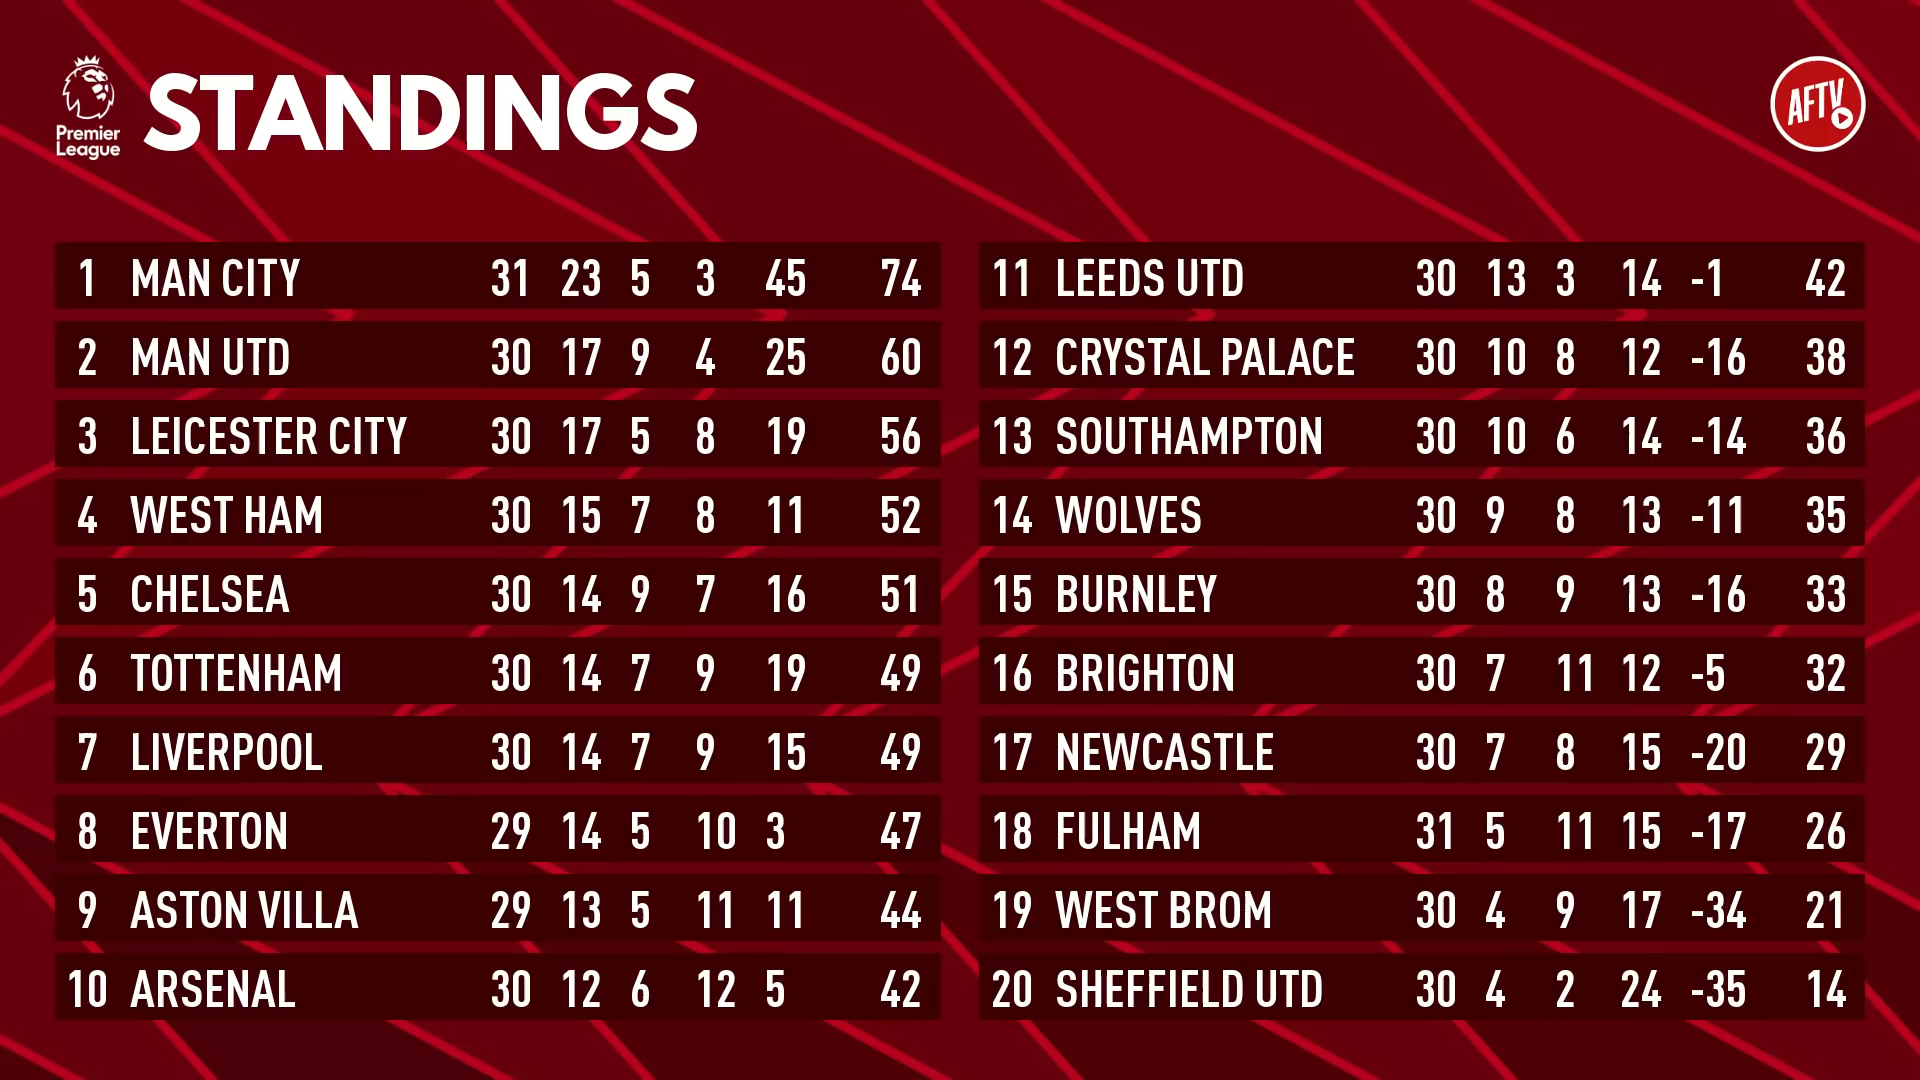 Premier
League
STANDINGS
AFTV
1 MAN CITY 31 23 5 3 45 74
2 MAN UTD 30 17 9 4 25 60
3 LEICESTER CITY 30 17 5 8 19 56
4 WEST HAM 30 15 7 8 11 52
5 CHELSEA 30 14 9 7 16 51
6 TOTTENHAM 30 14 7 9 19 49
7 LIVERPOOL 30 14 7 9 15 49
8 EVERTON 29 14 5 10 3 47
9 ASTON VILLA 29 13 5 11 11 44
10 ARSENAL 30 12 6 12 5 42
11 LEEDS UTD 30 13 3 14 -1 42
12 CRYSTAL PALACE 30 10 8 12 -16 38
13 SOUTHAMPTON 30 10 6 14 -14 36
14 WOLVES 30 9 8 13 -11 35
15 BURNLEY 30 8 9 13 -16 33
16 BRIGHTON 30 7 11 12 -5 32
17 NEWCASTLE 30 7 8 15 -20 29
18 FULHAM 31 5 11 15 -17 26
19 WEST BROM 30 4 9 17 -34 21
20 SHEFFIELD UTD 30 4 2 24 -35 14